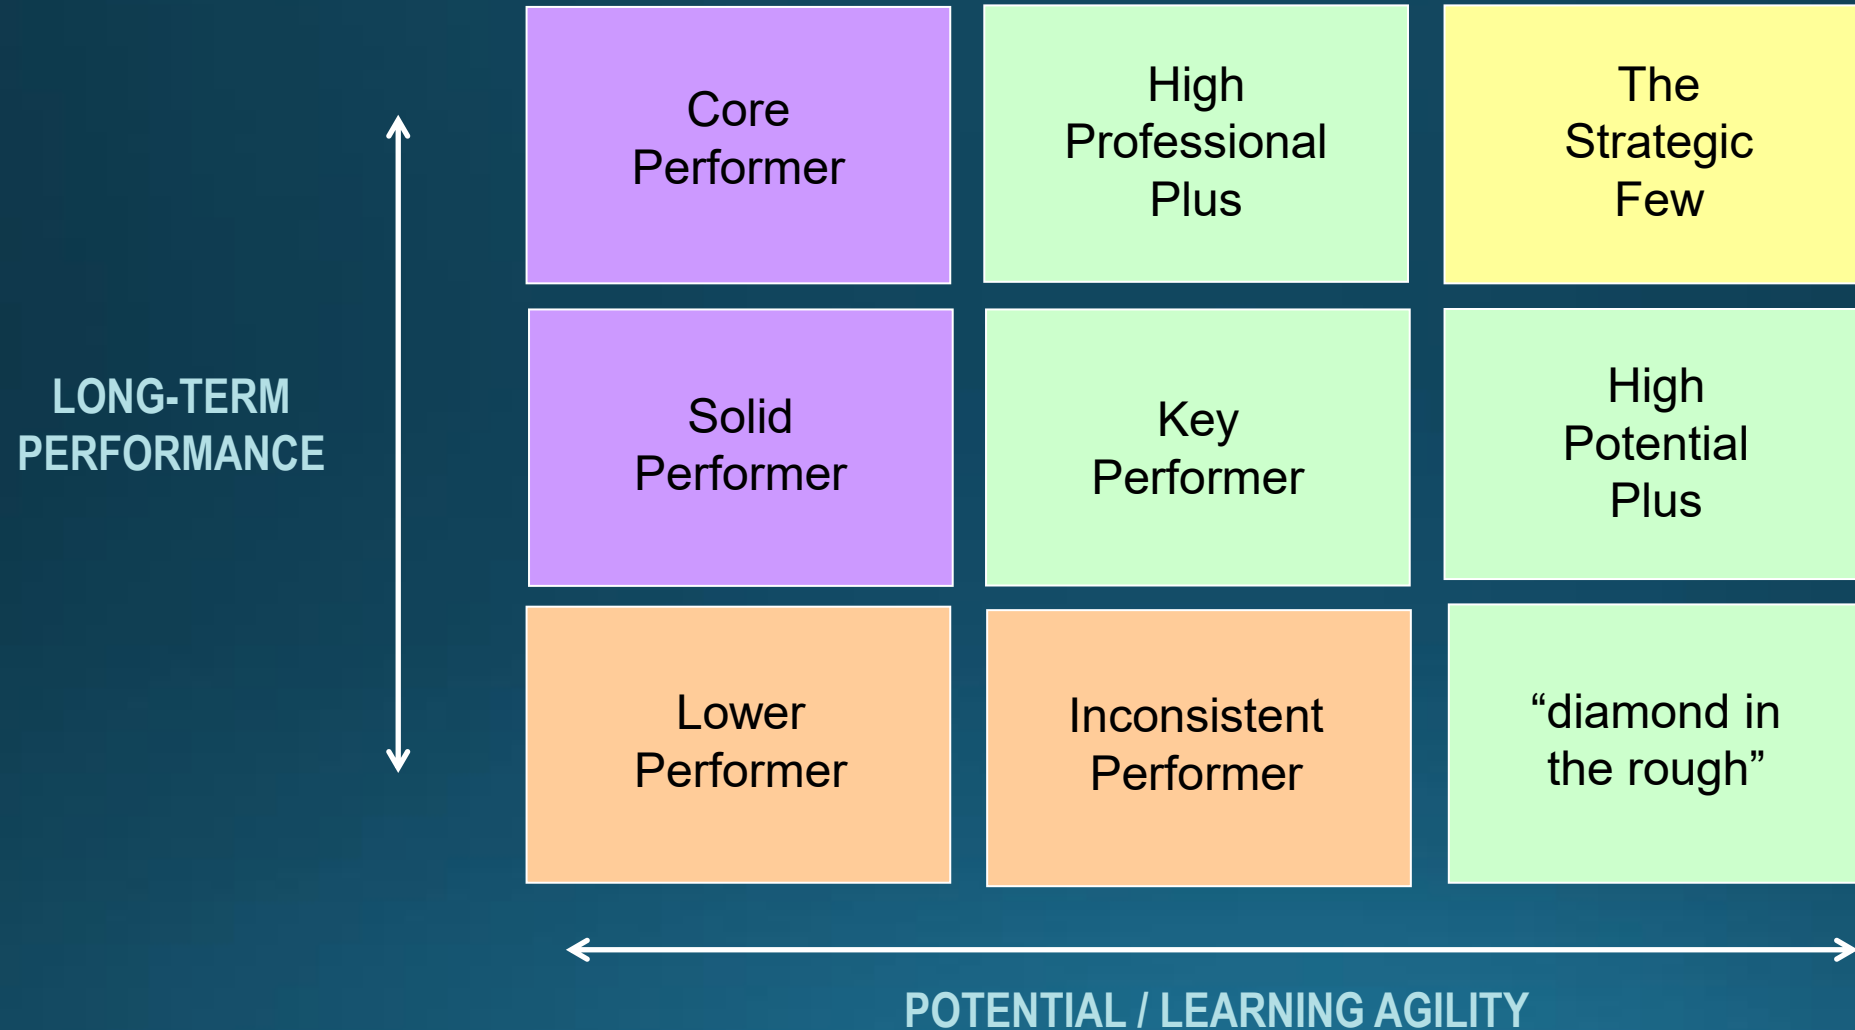 Core
Performer
High
Professional
Plus
The
Strategic
Few
LONG-TERM
PERFORMANCE
Solid
Performer
Key
Performer
High
Potential
Plus
Lower
Performer
Inconsistent
Performer
“diamond in
the rough”
POTENTIAL / LEARNING AGILITY